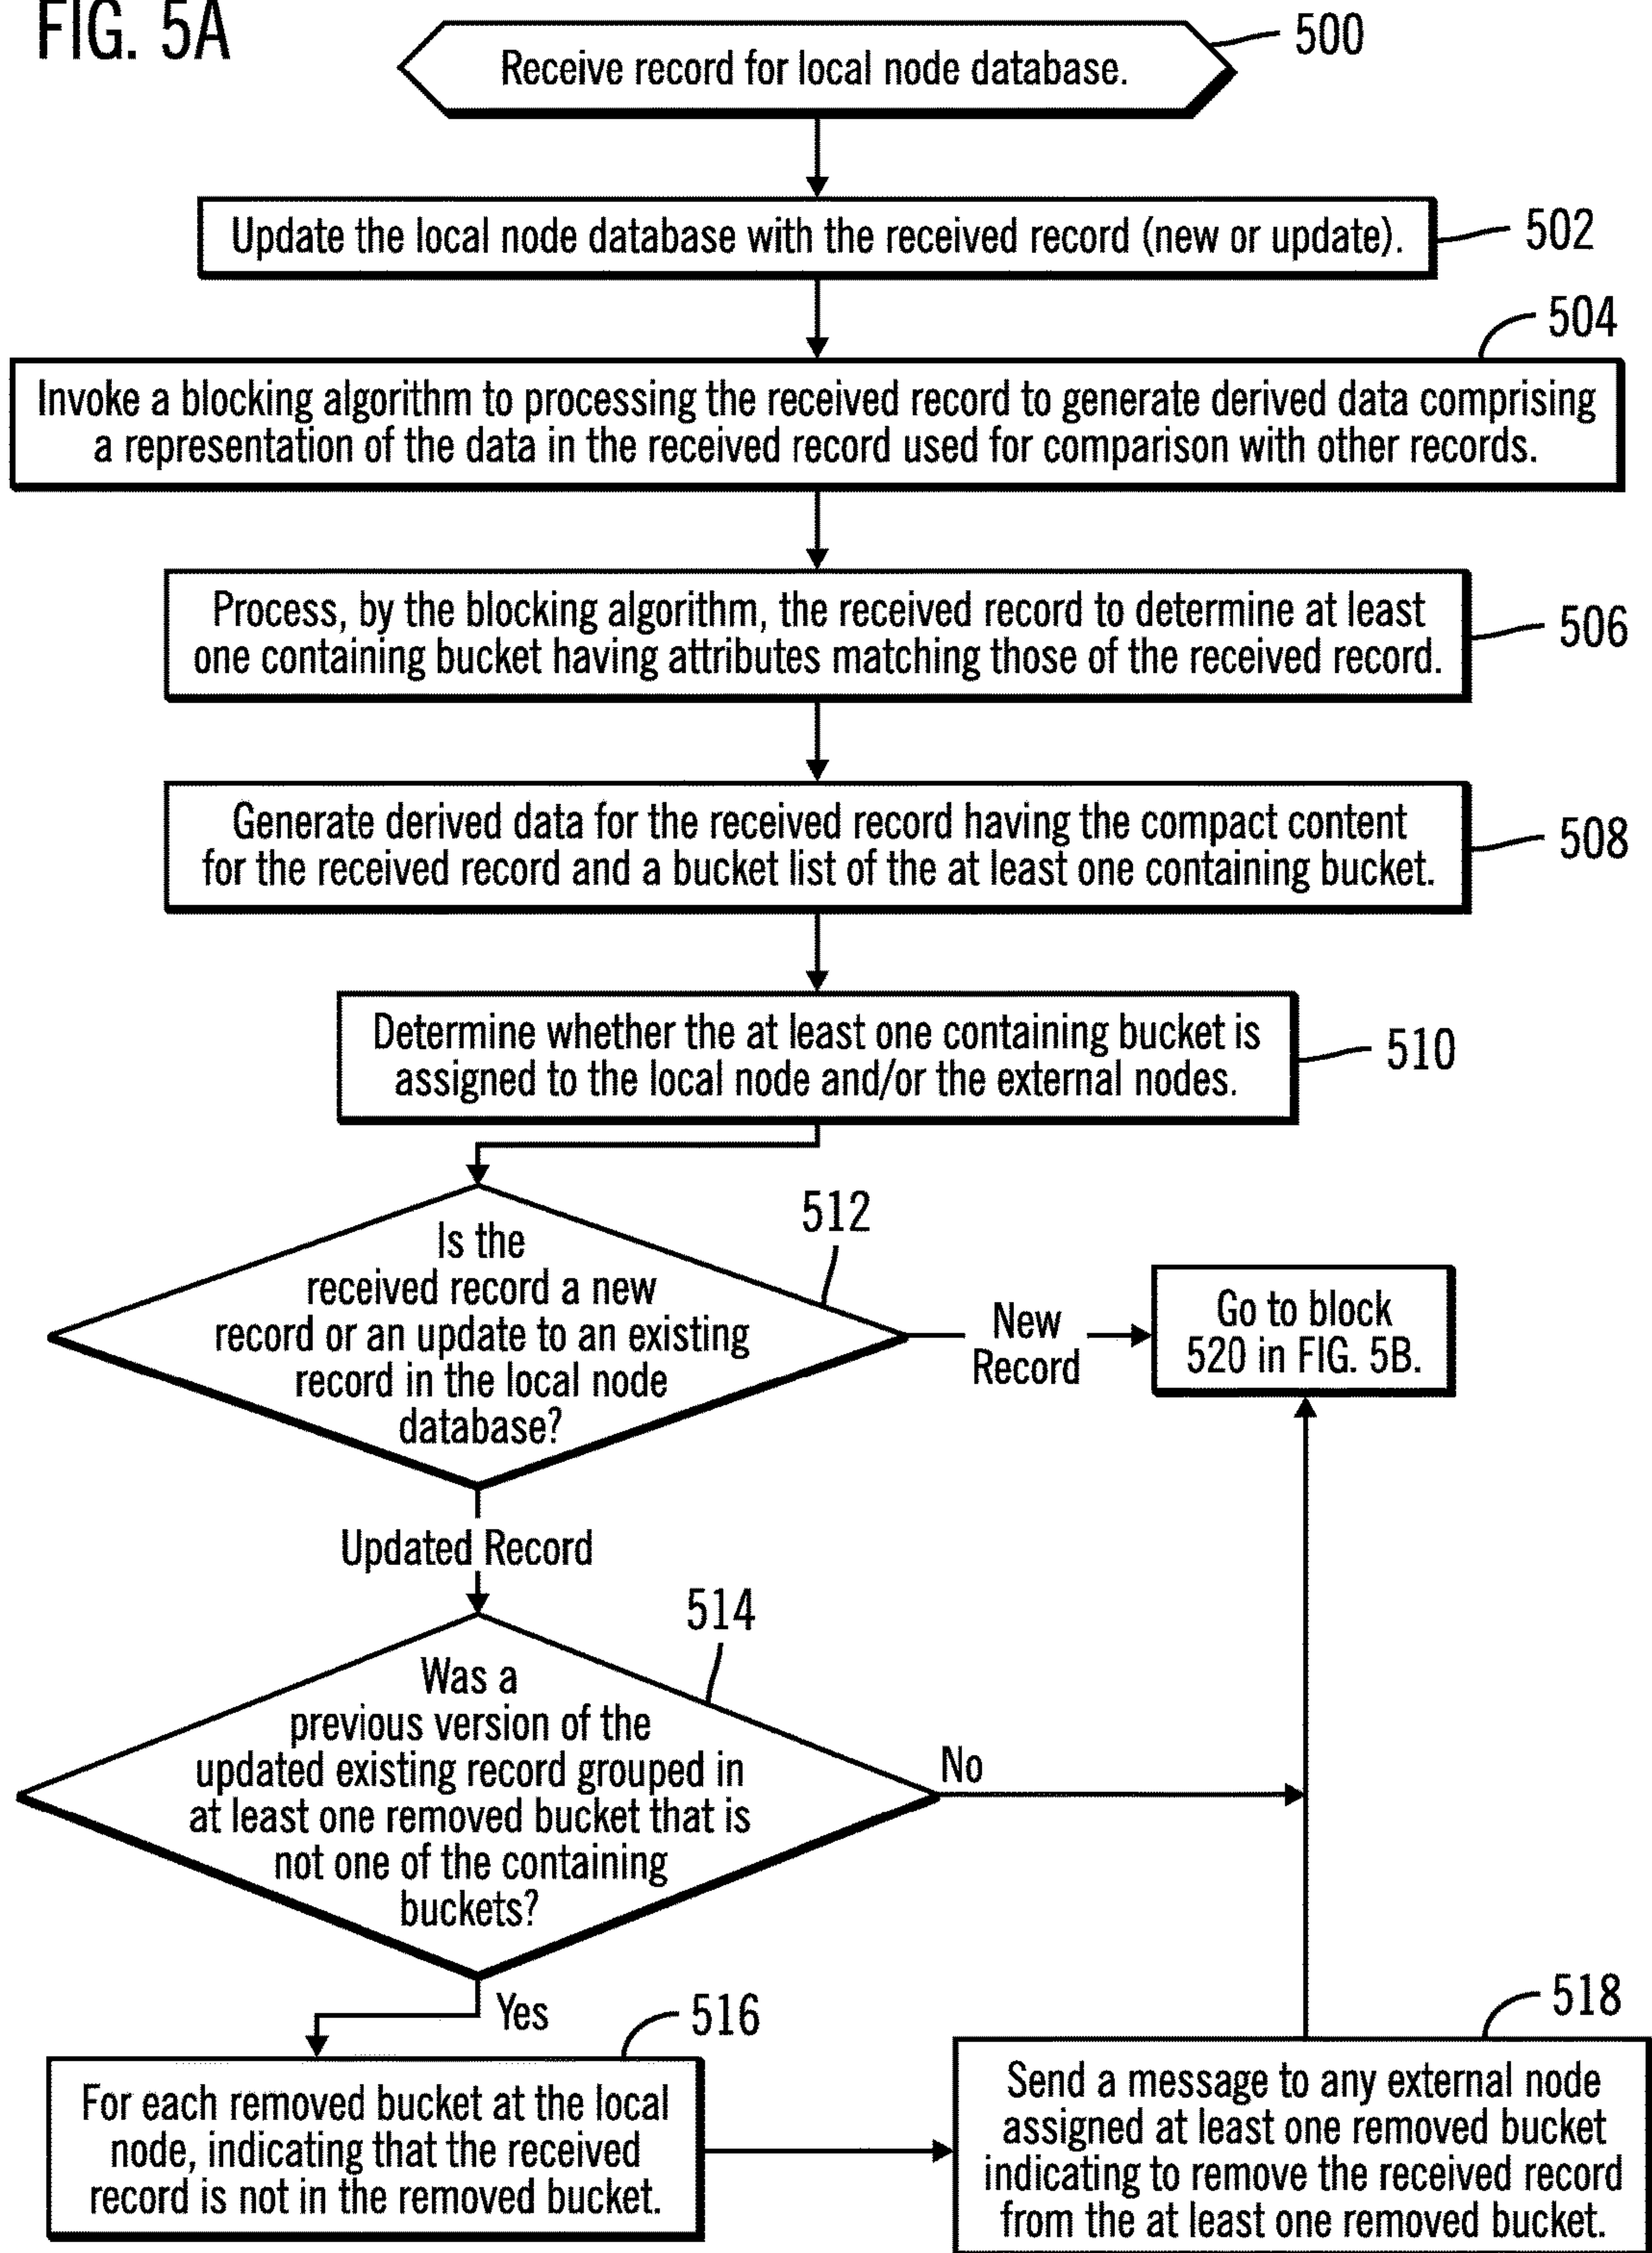 FIG. 5A
500
Receive record for local node database.
Update the local node database with the received record (new or update).
502
504
Invoke a blocking algorithm to processing the received record to generate derived data comprising
a representation of the data in the received record used for comparison with other records.
Process, by the blocking algorithm, the received record to determine at least
one containing bucket having attributes matching those of the received record.
506
Generate derived data for the received record having the compact content
for the received record and a bucket list of the at least one containing bucket.
508
Determine whether the at least one containing bucket is
assigned to the local node and/or the external nodes.
510
512
Is the
received record a new
record or an update to an existing
record in the local node
database?
New
Record
Go to block
520 in FIG. 5B.
Updated Record
514
Was a
previous version of the
updated existing record grouped in
at least one removed bucket that is
not one of the containing
buckets?
No
Yes
516
For each removed bucket at the local
node, indicating that the received
record is not in the removed bucket.
518
Send a message to any external node
assigned at least one removed bucket
indicating to remove the received record
from the at least one removed bucket.